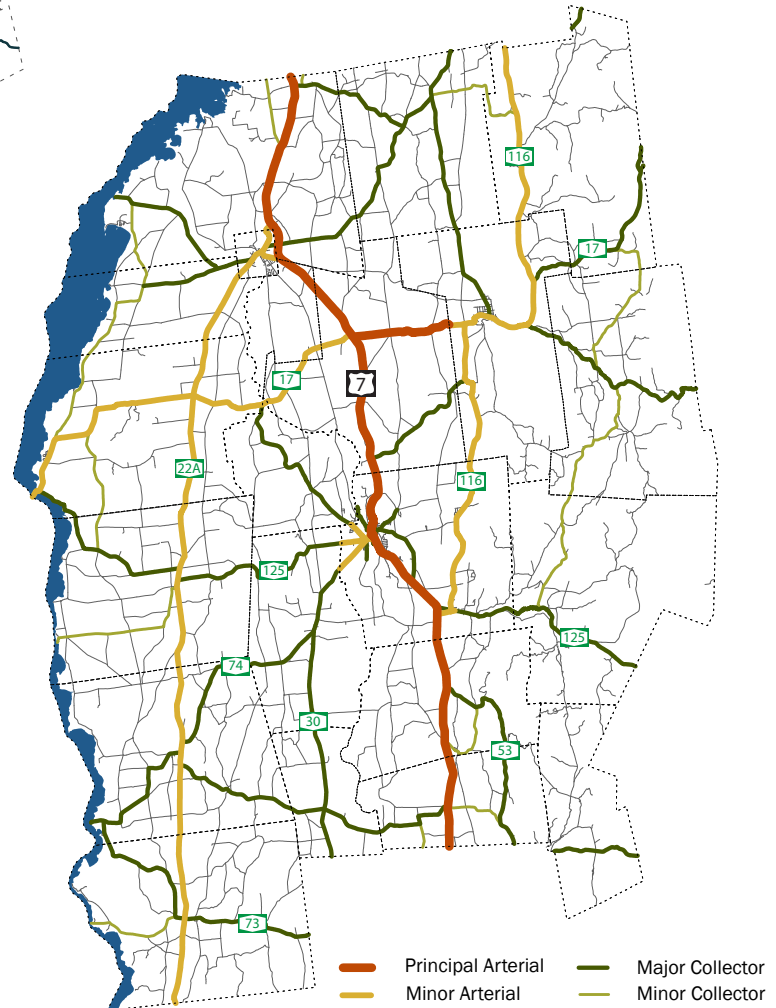 116
17
17
7
22A
116
125
125
74
30
53
73
Principal Arterial
Major Collector
Minor Arterial
Minor Collector